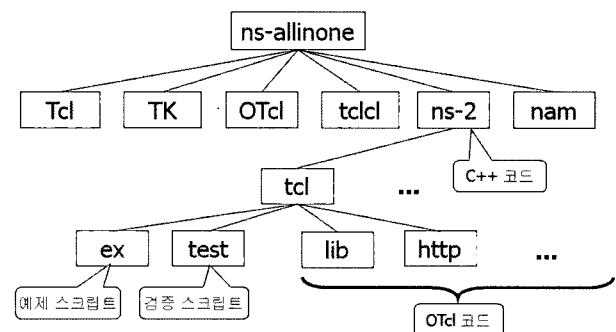 ns-allinone
Tcl
TK
OTcl
tclcl
ns-2
nam
C++ 코드
tcl
...
ex
test
lib
http
...
예제 스크립트
검증 스크립트
OTcl 코드